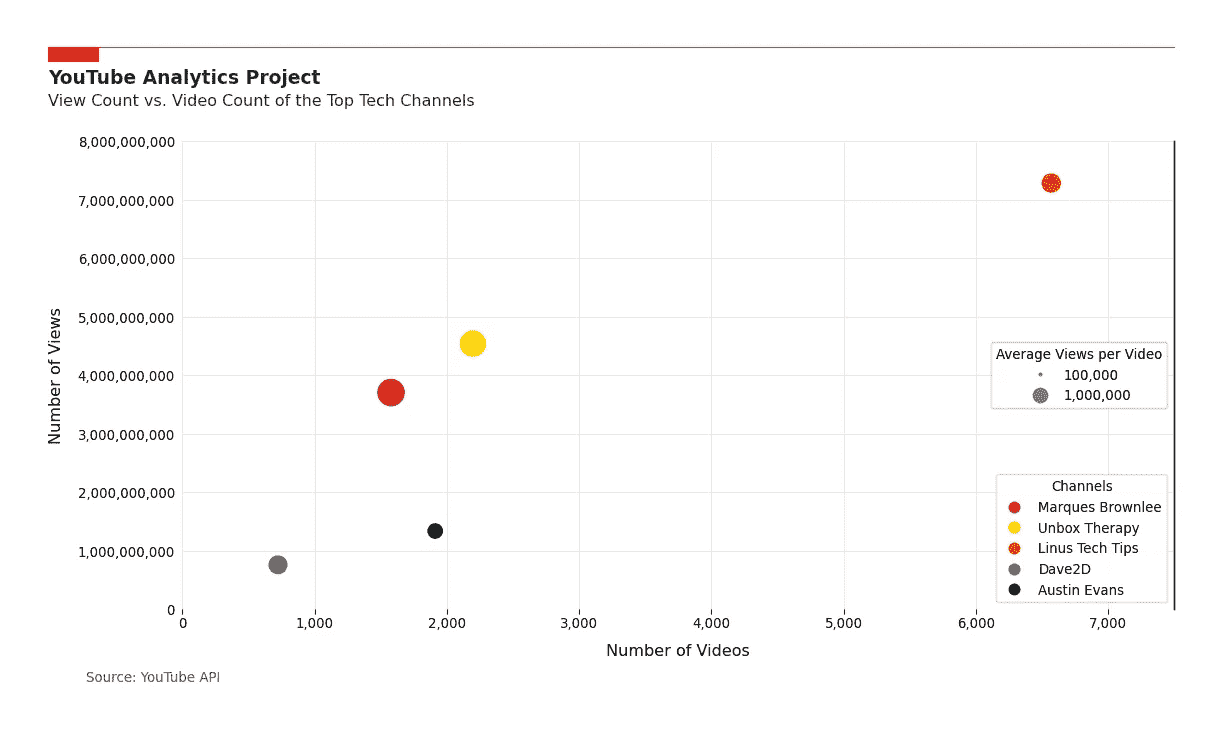 YouTube Analytics Project
View Count vs. Video Count of the Top Tech Channels
8,000,000,000
7,000,000,000
6,000,000,000
5,000,000,000
4,000,000,000
3,000,000,000
2,000,000,000
1,000,000,000
0
Number of Views
Average Views per Video
100,000
1,000,000
Channels
Marques Brownlee
Unbox Therapy
Linus Tech Tips
Dave2D
Austin Evans
0 1,000 2,000 3,000 4,000 5,000 6,000 7,000
Number of Videos
Source: YouTube API